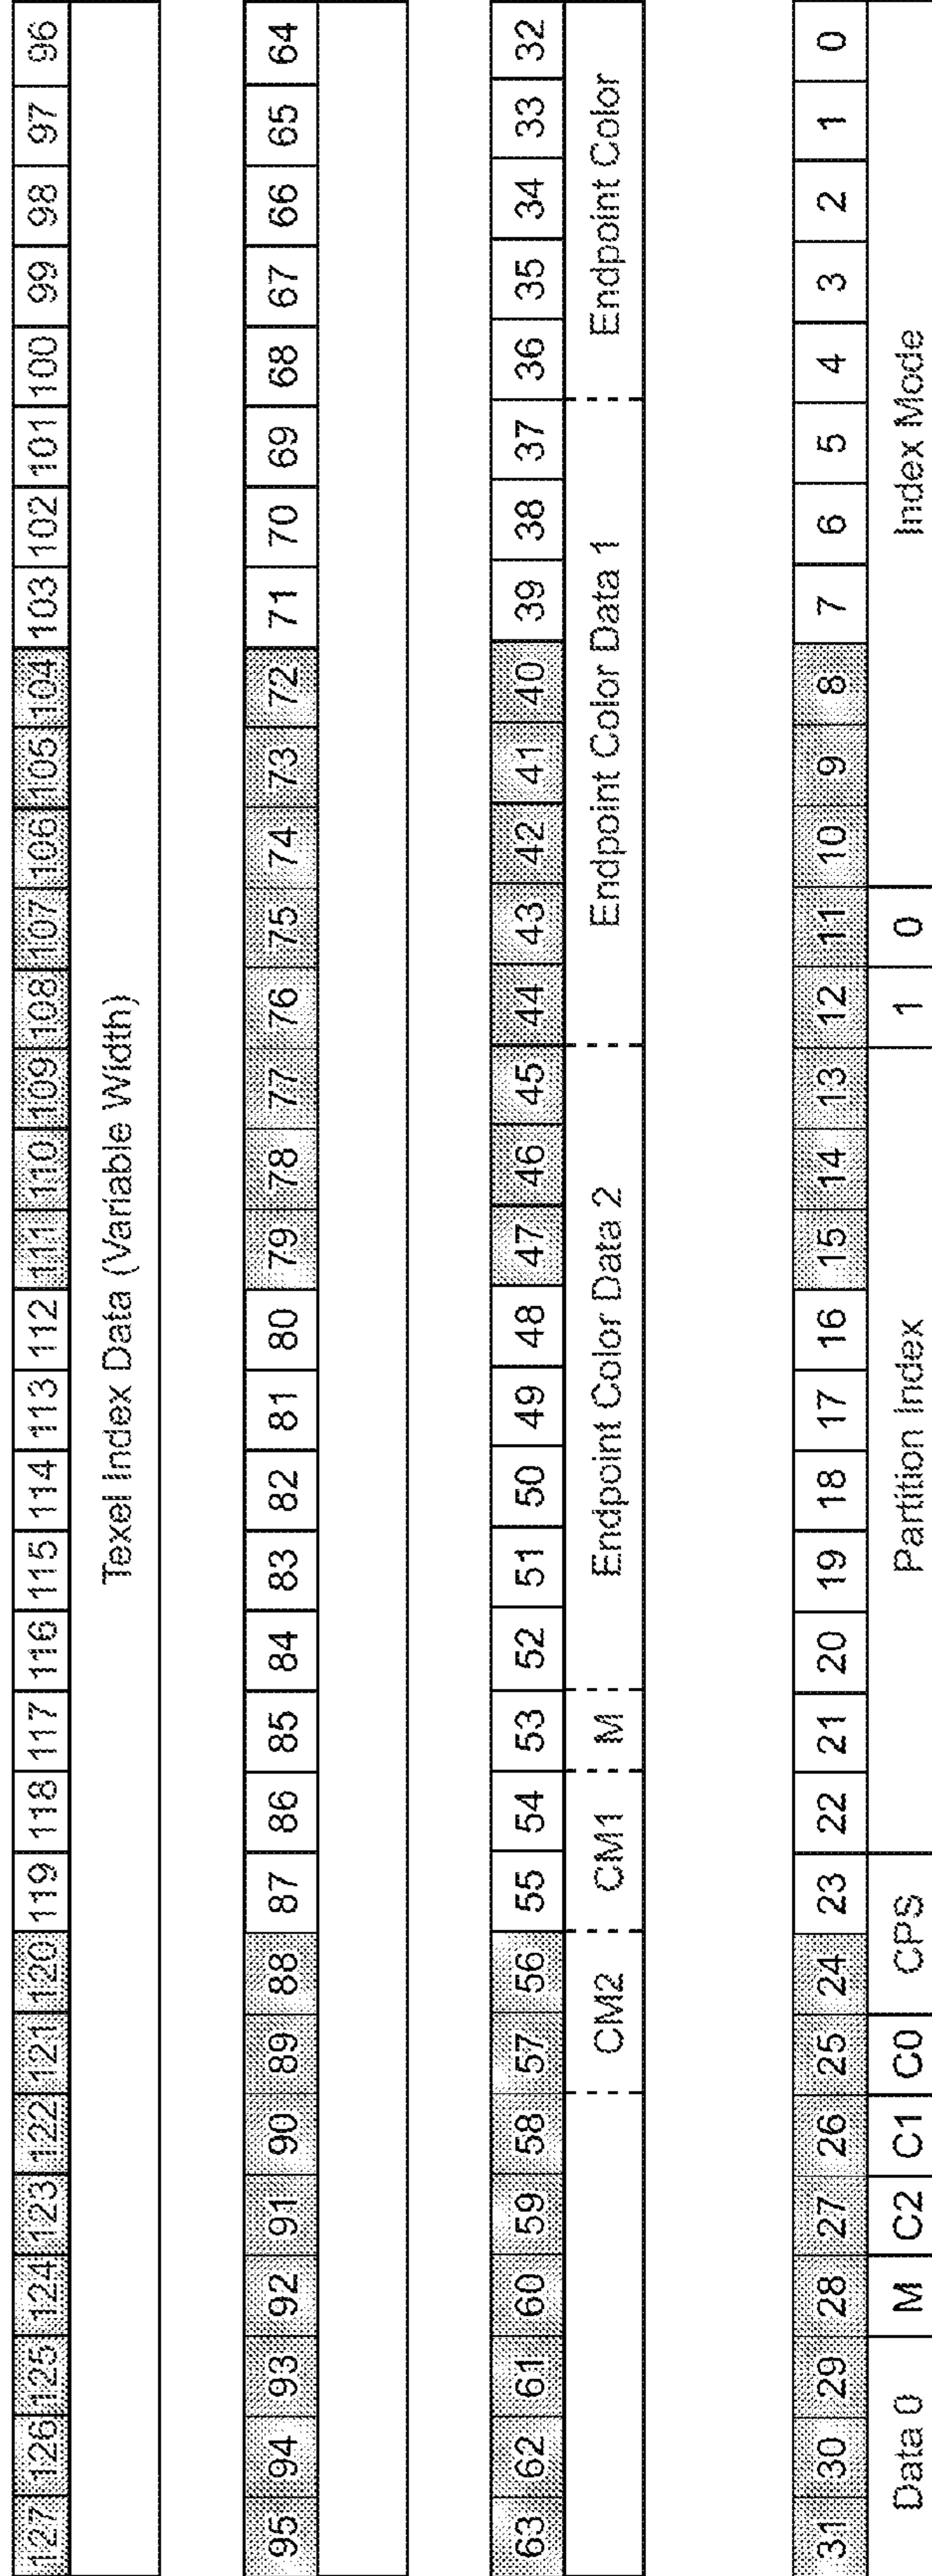 127 126 125 124 123 122 121 120 119 118 117 116 115 114 113 112 111 110 109 108 107 106 105 104 103 102 101 100 99 98 97 96
Texel Index Data (Variable Width)
95 94 93 92 91 90 89 88 87 86 85 84 83 82 81 80 79 78 77 76 75 74 73 72 71 70 69 68 67 66 65 64
63 62 61 60 59 58 57 56 55 54 53 52 51 50 49 48 47 46 45 44 43 42 41 40 39 38 37 36 35 34 33 32
CM2 CM1 M Endpoint Color Data 2 Endpoint Color Data 1 Endpoint Color
31 30 29 28 27 26 25 24 23 22 21 20 19 18 17 16 15 14 13 12 11 10 9 8 7 6 5 4 3 2 1 0
Data 0 M C2 C1 C0 CPS Partition Index 1 0 Index Mode